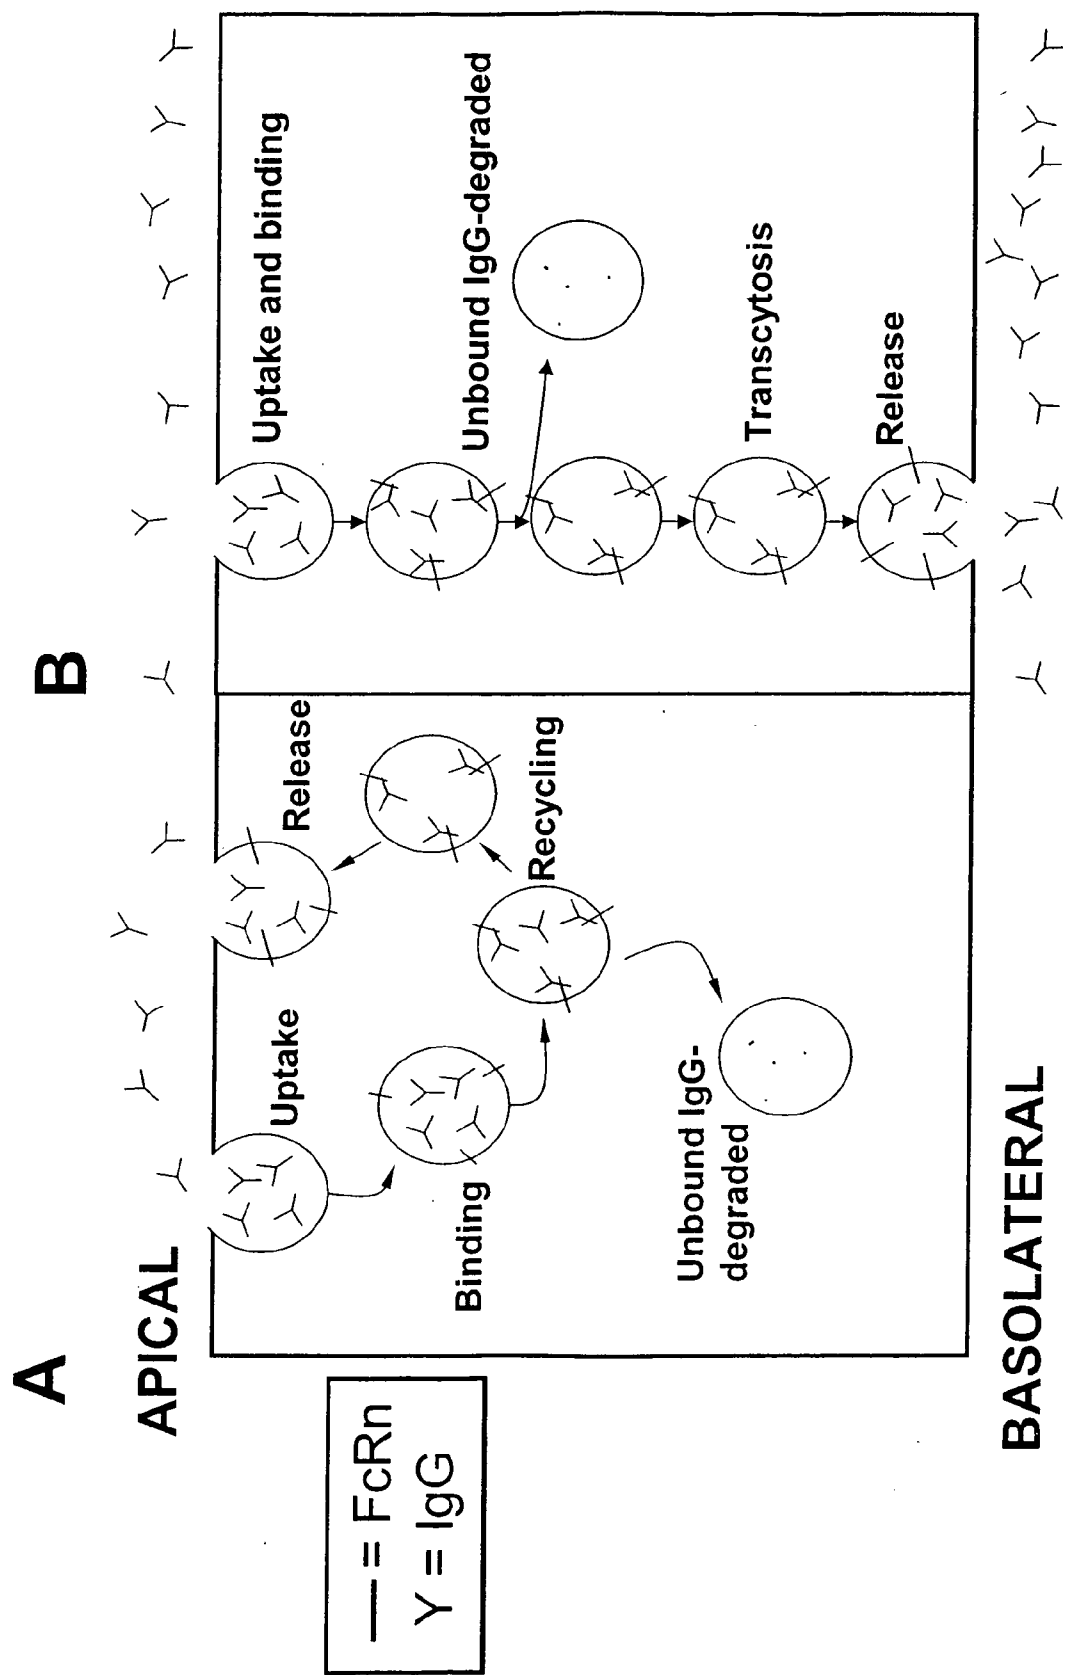 A
B
APICAL
— = FcRn
Y = IgG
Uptake
Release
Binding
Recycling
Unbound IgG-
degraded
Uptake and binding
Unbound IgG-degraded
Transcytosis
Release
BASOLATERAL